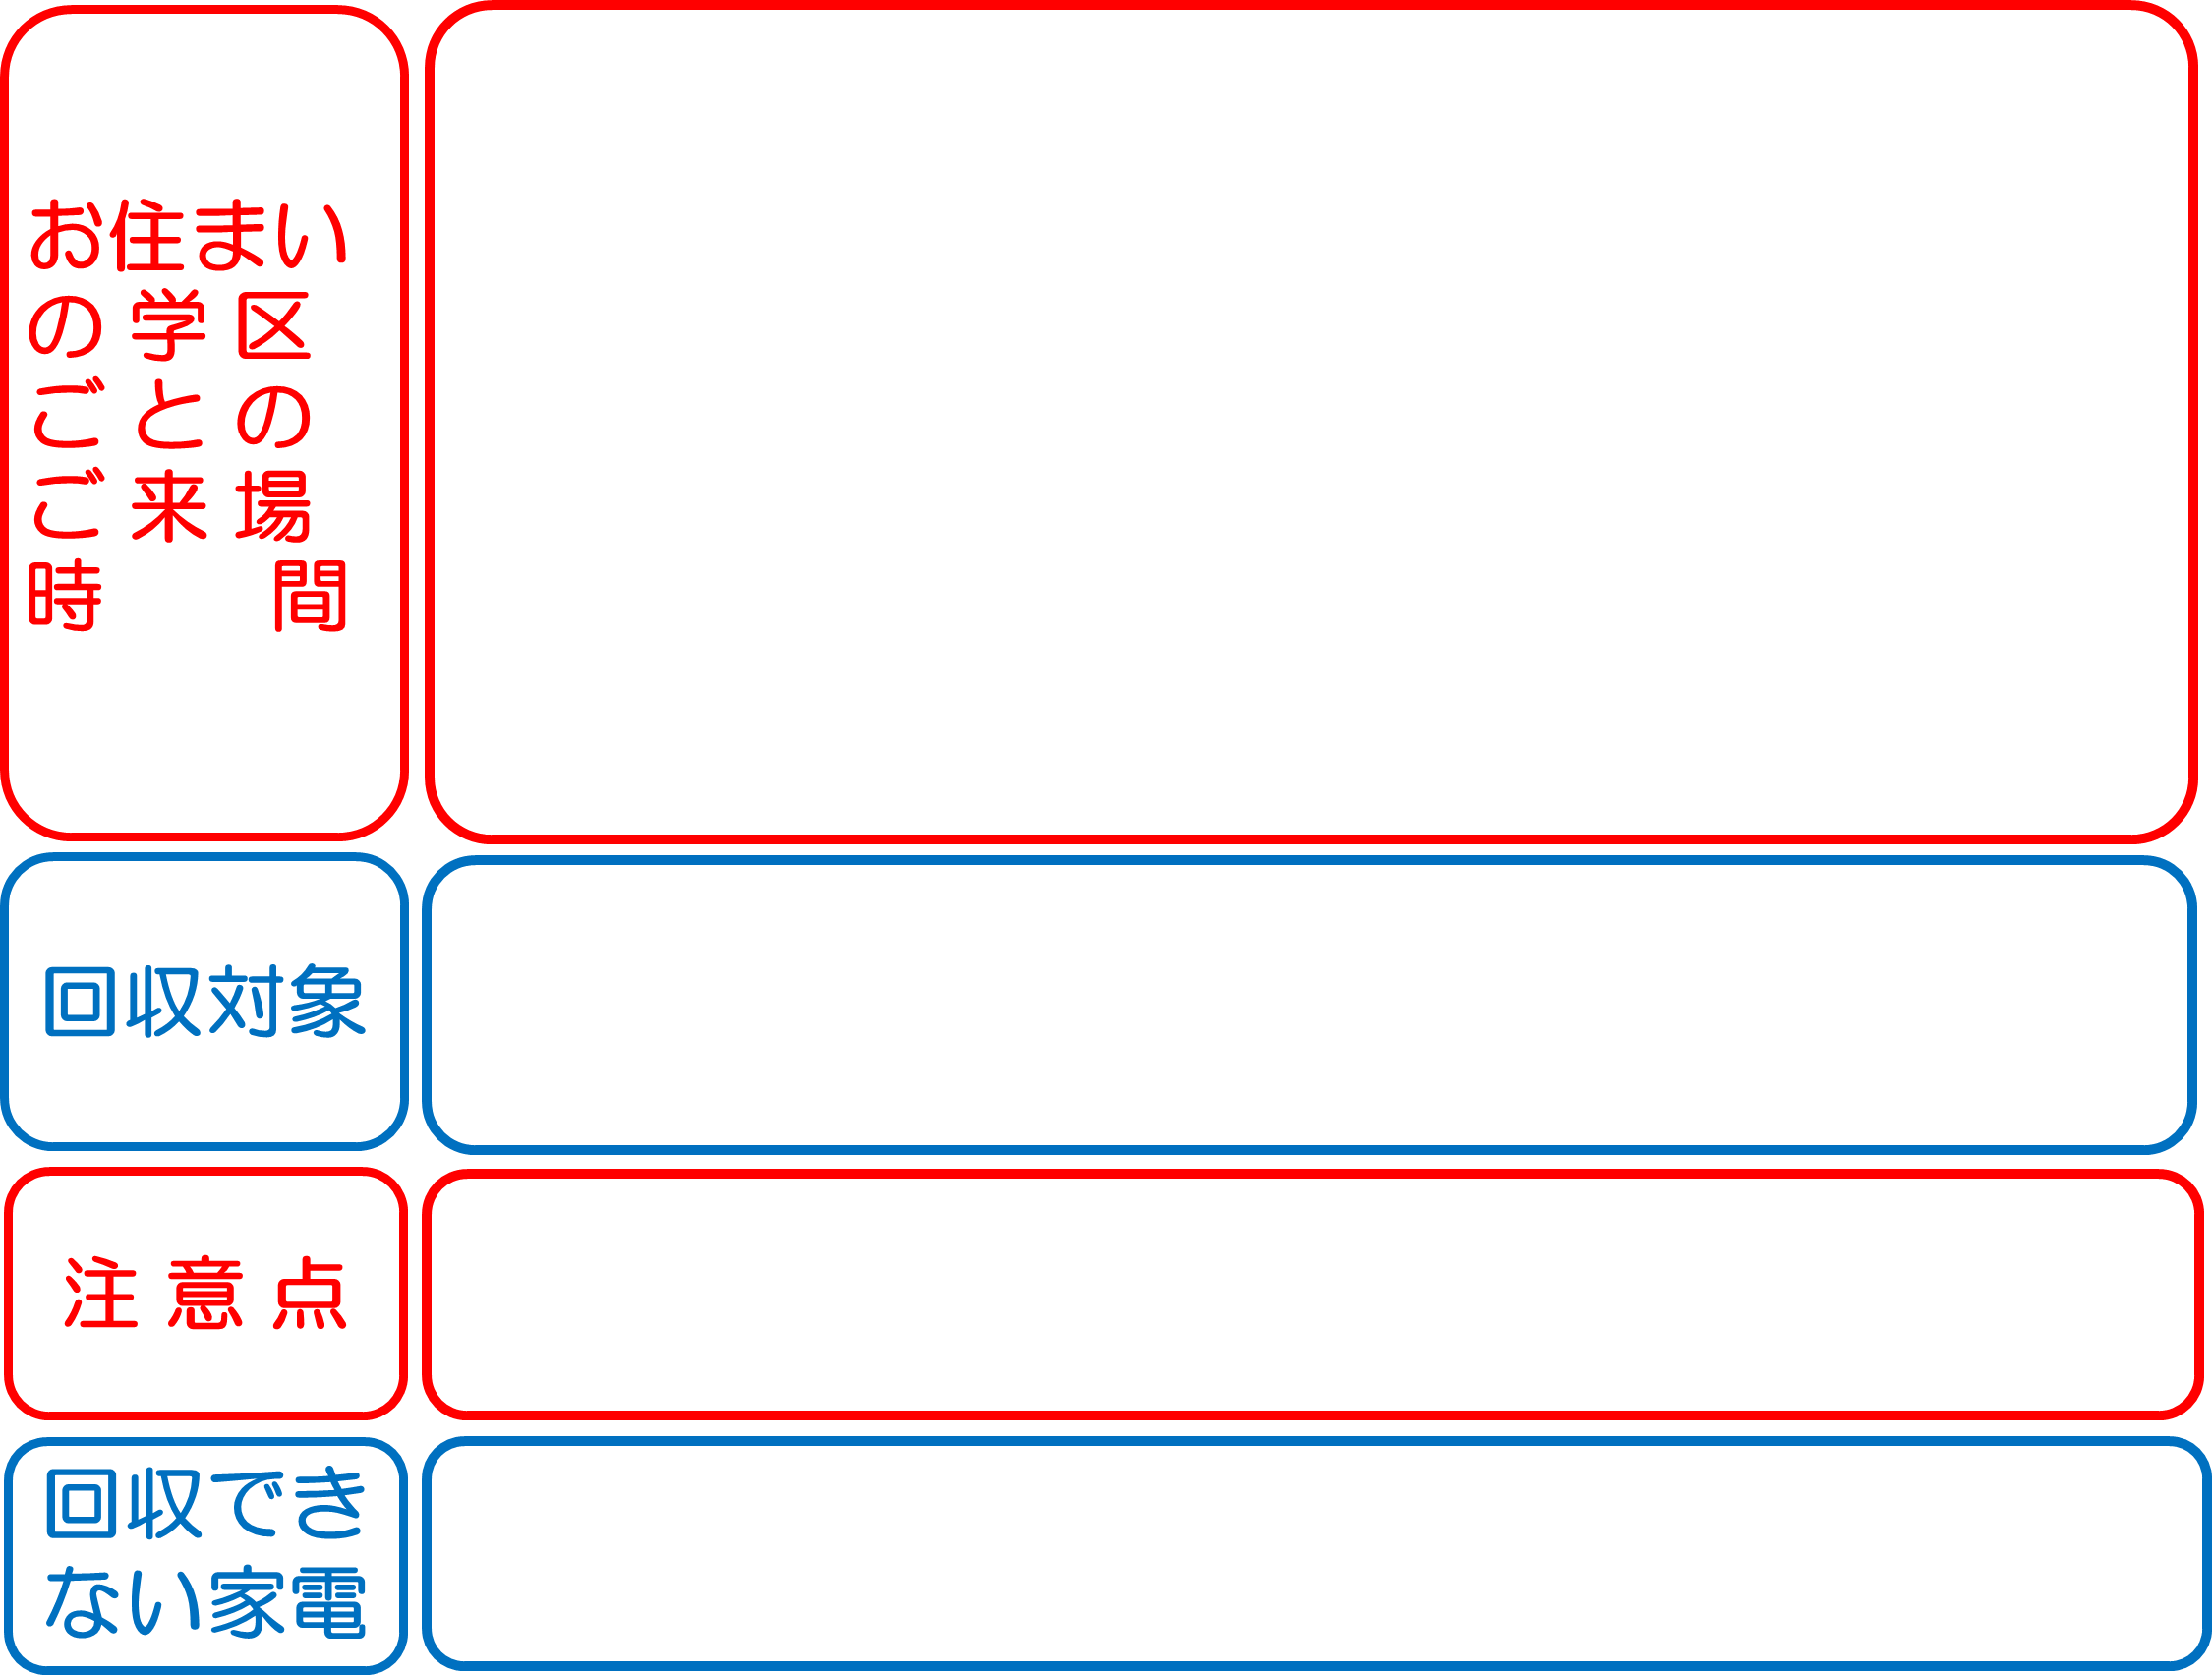 お住まい
の学区
ごとの
ご来場
時間
回収対象
注意点
回収でき
ない家電